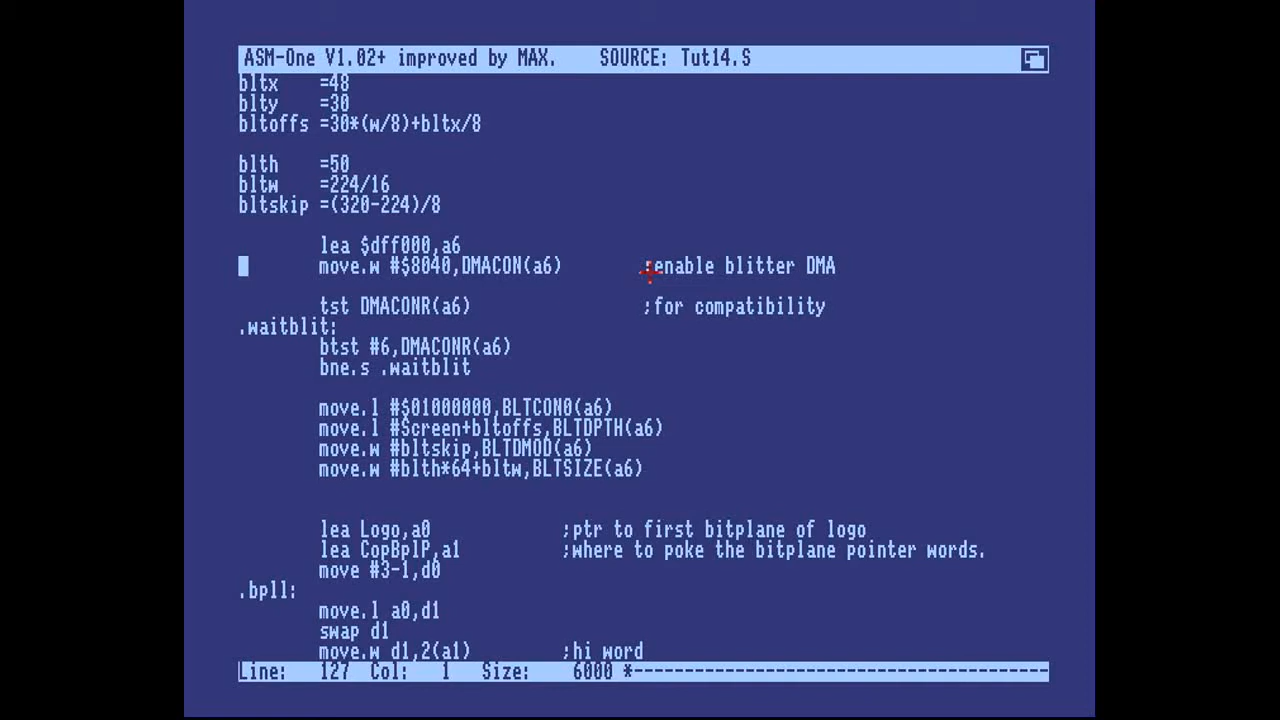 ASM-One V1.02+ improved by MAX.    SOURCE: Tut14.S
bltx    =48
blty    =30
bltoffs =30*(w/8)+bltx/8
blth    =50
bltw    =224/16
bltskip =(320-224)/8
        lea $dff000,a6
        move.w #$8040,DMACON(a6)        ;enable blitter DMA
        tst DMACONR(a6)                 ;for compatibility
.waitblit:
        btst #6,DMACONR(a6)
        bne.s .waitblit
        move.l #$01000000,BLTCON0(a6)
        move.l #Screen+bltoffs,BLTDPTH(a6)
        move.w #bltskip,BLTDMOD(a6)
        move.w #blth*64+bltw,BLTSIZE(a6)
        lea Logo,a0             ;ptr to first bitplane of logo
        lea CopBplP,a1          ;where to poke the bitplane pointer words.
        move #3-1,d0
.bpll:
        move.l a0,d1
        swap d1
        move.w d1,2(a1)         ;hi word
Line:   127  Col:   1   Size:    6000 *-----------------------------------------